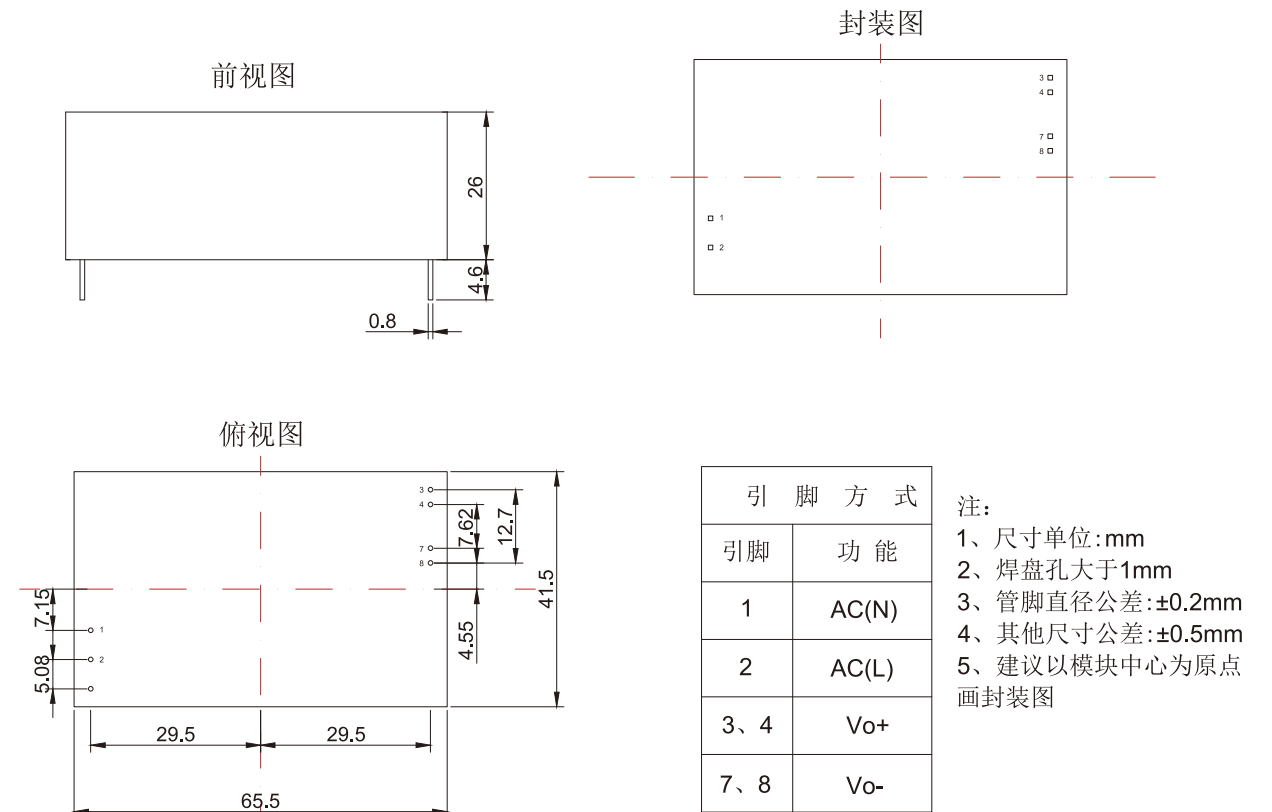 封装图
前视图
3
4
7
8
1
2
26
4.6
0.8
俯视图
3
4
7
8
1
2
7.62
12.7
41.5
4.55
7.15
5.08
29.5
29.5
65.5
引 脚 方 式
引脚 功 能
1 AC(N)
2 AC(L)
3、4 Vo+
7、8 Vo-
注:
1、尺寸单位:mm
2、焊盘孔大于1mm
3、管脚直径公差:±0.2mm
4、其他尺寸公差:±0.5mm
5、建议以模块中心为原点
画封装图